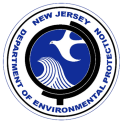 NEW JERSEY
DEPARTMENT OF ENVIRONMENTAL PROTECTION